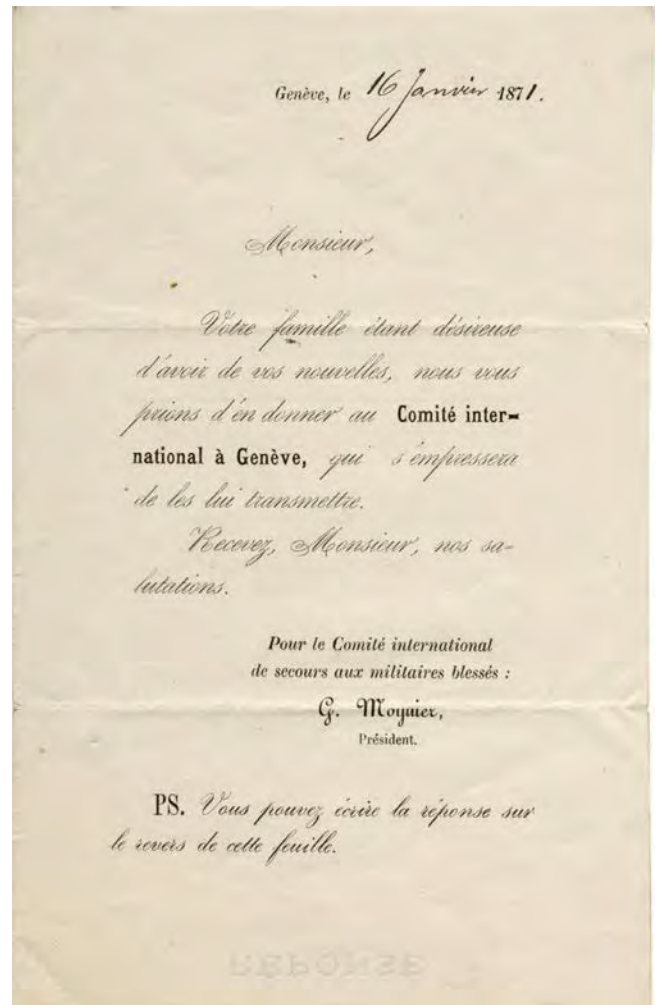 Genève, le 16 Janvier 1871.
Monsieur,
Votre famille étant désireuse
d'avoir de vos nouvelles, nous vous
prions d'en donner au Comité inter-
national à Genève, qui s'empressera
de les lui transmettre.
Recevez, Monsieur, nos sa-
lutations.
Pour le Comité international
de secours aux militaires blessés :
G. Moynier,
Président.
PS. Vous pouvez écrire la réponse sur
le revers de cette feuille.
RÉPONSE